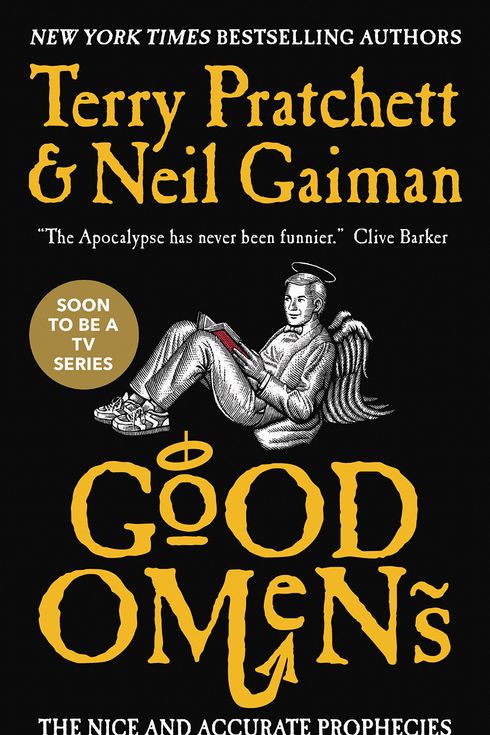 NEW YORK TIMES BESTSELLING AUTHORS
Terry Pratchett
& Neil Gaiman
“The Apocalypse has never been funnier.” Clive Barker
SOON
TO BE A
TV
SERIES
GOOD
OMENS
THE NICE AND ACCURATE PROPHECIES